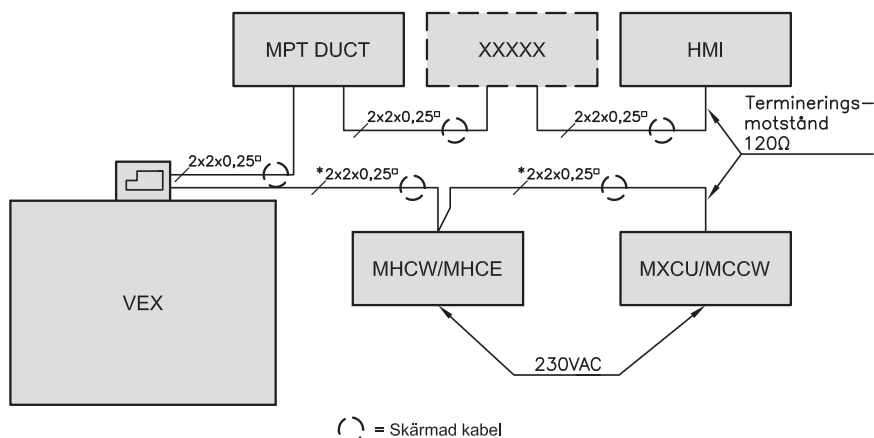 MPT DUCT
XXXXX
HMI
2x2x0,25¤
2x2x0,25¤
Terminerings–
motstånd
120Ω
2x2x0,25¤
*2x2x0,25¤
*2x2x0,25¤
VEX
MHCW/MHCE
MXCU/MCCW
230VAC
= Skärmad kabel